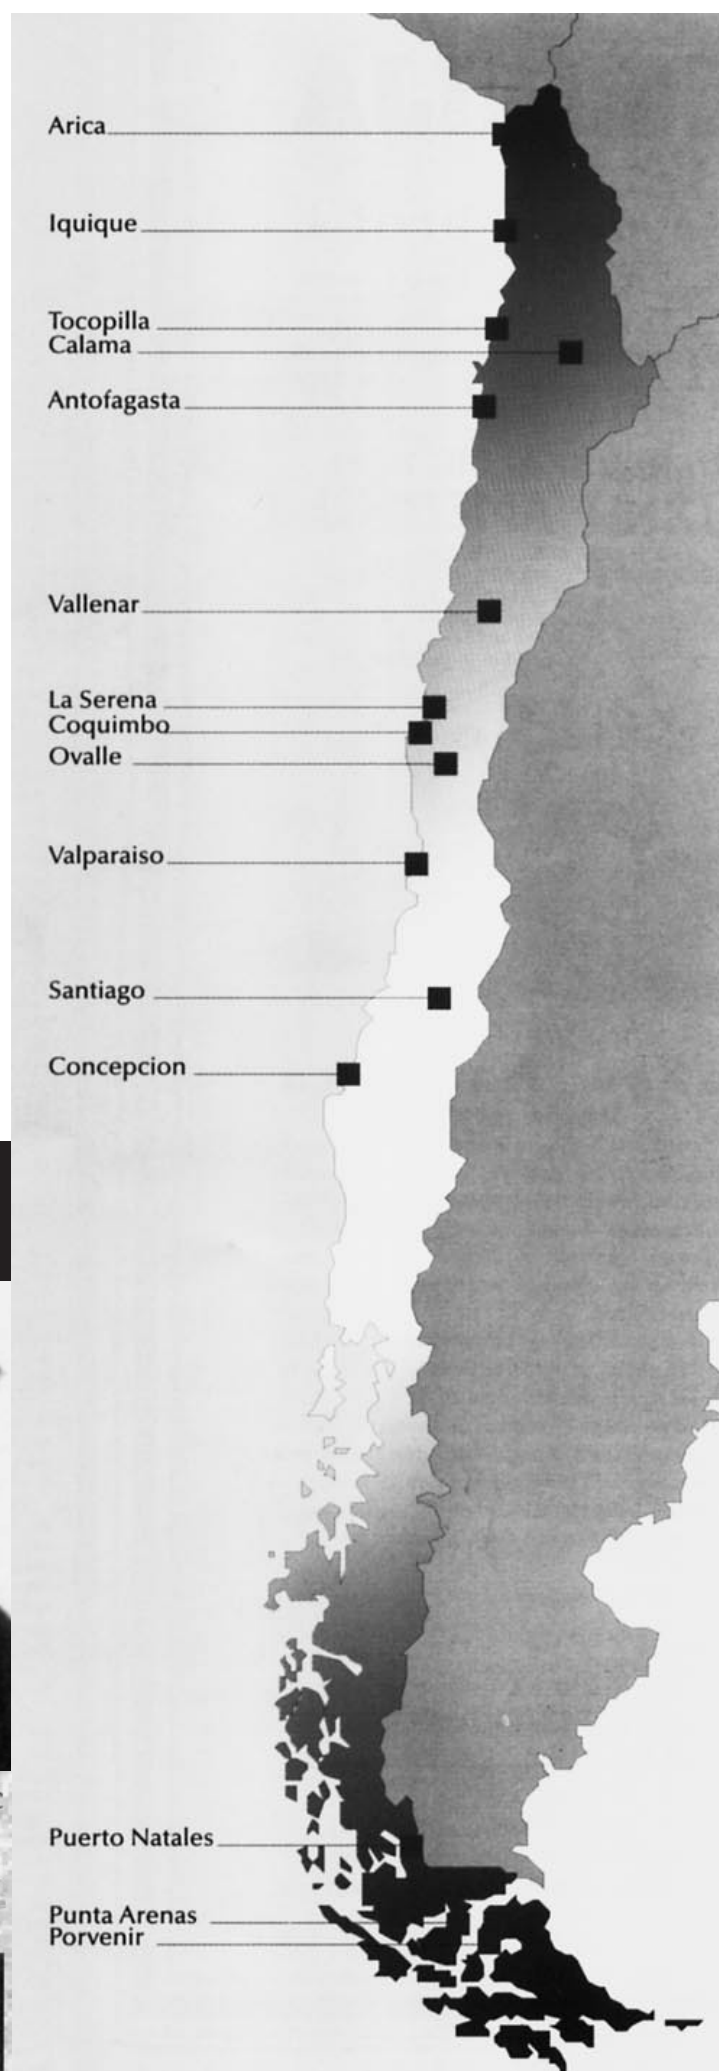 Arica
Iquique
Tocopilla
Calama
Antofagasta
Vallenar
La Serena
Coquimbo
Ovalle
Valparaiso
Santiago
Concepcion
Puerto Natales
Punta Arenas
Porvenir